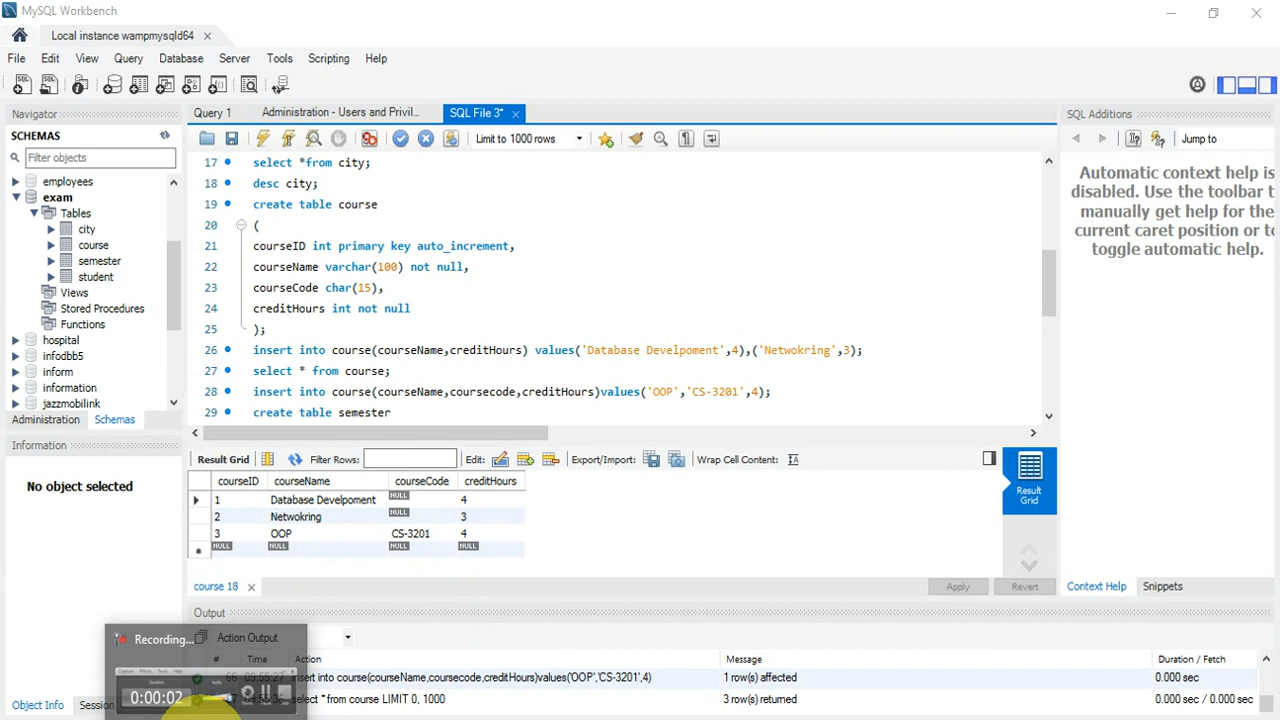 MySQL Workbench
Local instance wampmysqld64
File Edit View Query Database Server Tools Scripting Help
Navigator
SCHEMAS
Filter objects
employees
exam
Tables
city
course
semester
student
Views
Stored Procedures
Functions
hospital
infodbb5
inform
information
jazzmobilink
Administration Schemas
Information
No object selected
Object Info Session
Query 1 Administration - Users and Privil... SQL File 3*
Limit to 1000 rows
17 select *from city;
18 desc city;
19 create table course
20 (
21 courseID int primary key auto_increment,
22 courseName varchar(100) not null,
23 courseCode char(15),
24 creditHours int not null
25 );
26 insert into course(courseName,creditHours) values('Database Develpoment',4),('Netwokring',3);
27 select * from course;
28 insert into course(courseName,coursecode,creditHours)values('OOP','CS-3201',4);
29 create table semester
Result Grid Filter Rows: Edit: Export/Import: Wrap Cell Content:
courseID courseName courseCode creditHours
1 Database Develpoment NULL 4
2 Netwokring NULL 3
3 OOP CS-3201 4
NULL NULL NULL NULL
Result Grid
course 18
Apply Revert
Output
Action Output
# Time Action Message Duration / Fetch
09:55:27 insert into course(courseName,coursecode,creditHours)values('OOP','CS-3201',4) 1 row(s) affected 0.000 sec
select * from course LIMIT 0, 1000 3 row(s) returned 0.000 sec / 0.000 sec
Recording...
0:00:02
SQL Additions
Jump to
Automatic context help is
disabled. Use the toolbar t
manually get help for the
current caret position or to
toggle automatic help.
Context Help Snippets